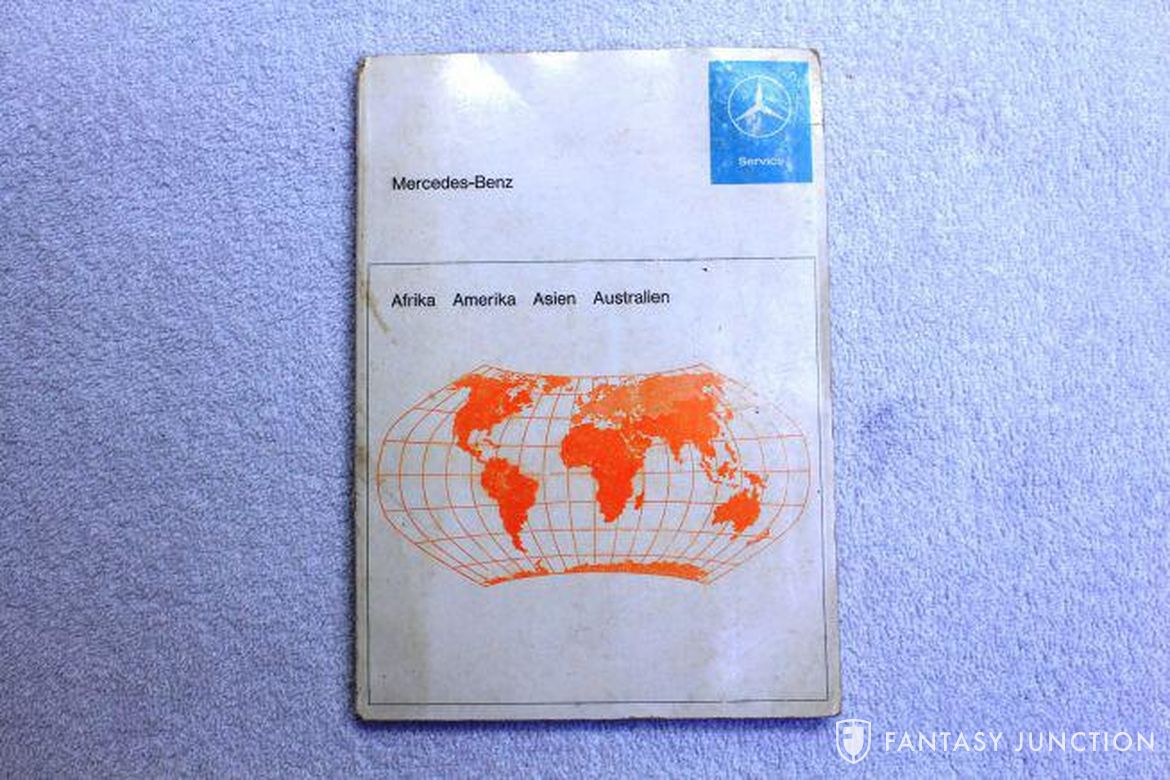 Service
Mercedes-Benz
Afrika Amerika Asien Australien
FANTASY JUNCTION